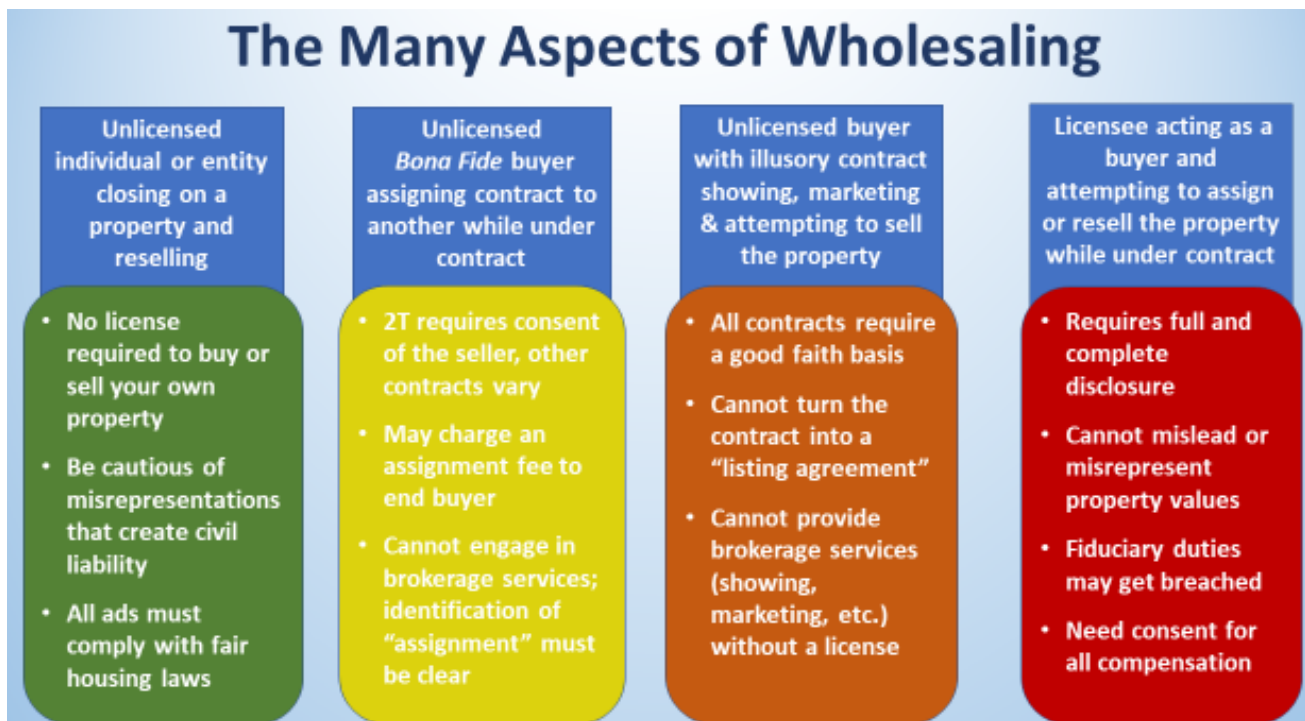 The Many Aspects of Wholesaling
Unlicensed
individual or entity
closing on a
property and
reselling
• No license
required to buy or
sell your own
property
• Be cautious of
misrepresentations
that create civil
liability
• All ads must
comply with fair
housing laws
Unlicensed
Bona Fide buyer
assigning contract to
another while under
contract
• 2T requires consent
of the seller, other
contracts vary
• May charge an
assignment fee to
end buyer
• Cannot engage in
brokerage services;
identification of
“assignment” must
be clear
Unlicensed buyer
with illusory contract
showing, marketing
& attempting to sell
the property
• All contracts require
a good faith basis
• Cannot turn the
contract into a
“listing agreement”
• Cannot provide
brokerage services
(showing,
marketing, etc.)
without a license
Licensee acting as a
buyer and
attempting to assign
or resell the property
while under contract
• Requires full and
complete
disclosure
• Cannot mislead or
misrepresent
property values
• Fiduciary duties
may get breached
• Need consent for
all compensation